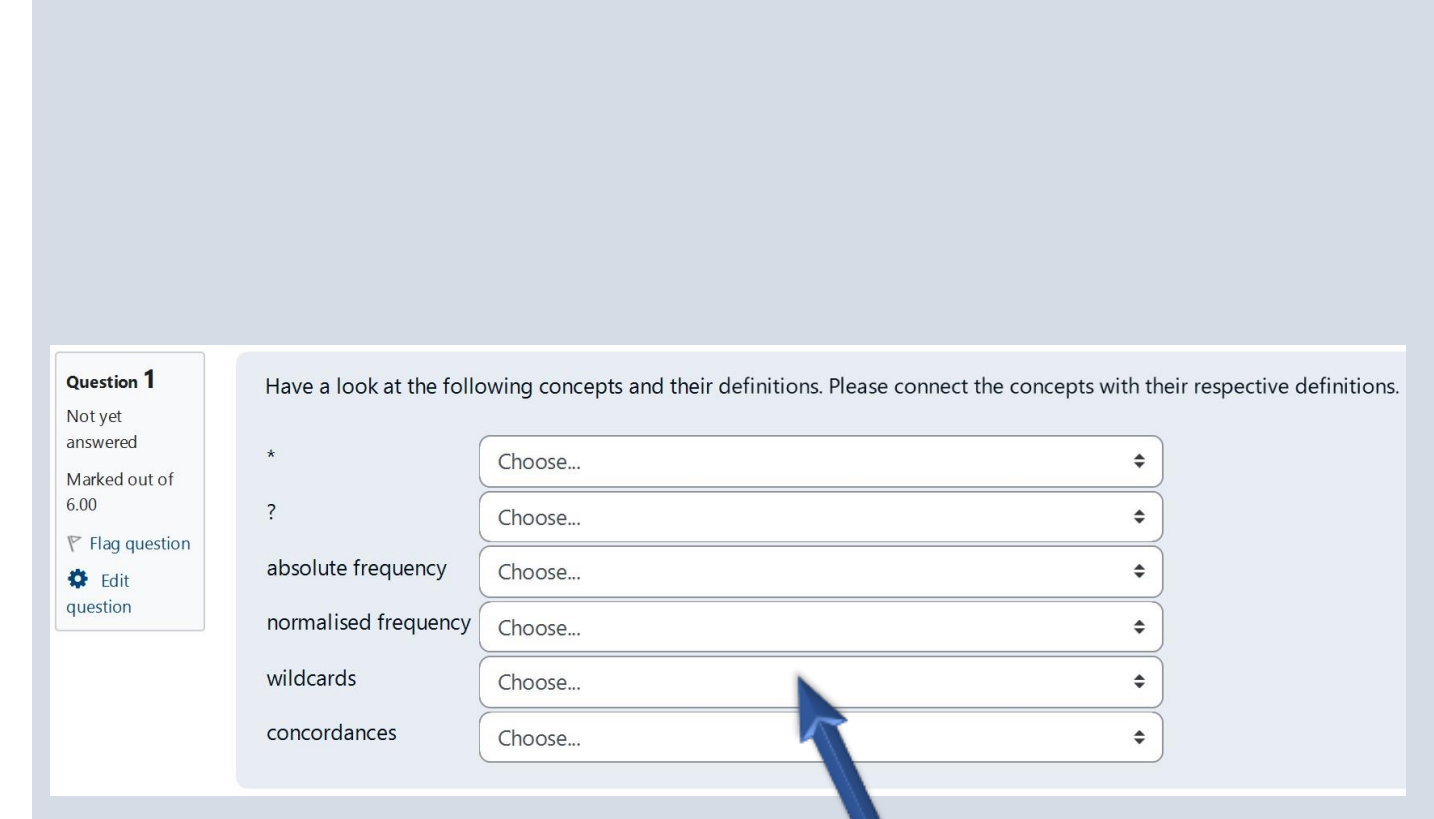 Question 1
Not yet
answered
Marked out of
6.00
Flag question
Edit
question
Have a look at the following concepts and their definitions. Please connect the concepts with their respective definitions.
* Choose...
? Choose...
absolute frequency Choose...
normalised frequency Choose...
wildcards Choose...
concordances Choose...